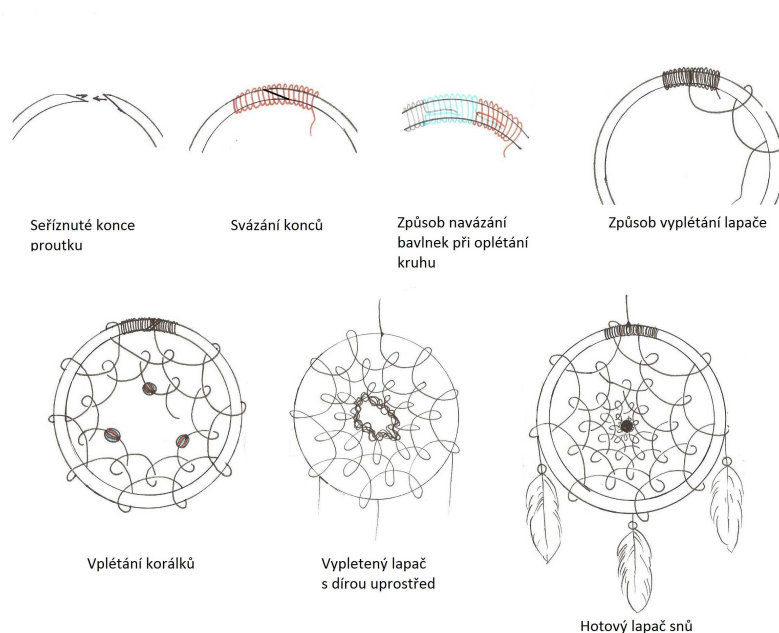 Seříznuté konce
proutku
Svázání konců
Způsob navázání
bavlnek při oplétání
kruhu
Způsob vyplétání lapače
Vplétání korálků
Vypletený lapač
s dírou uprostřed
Hotový lapač snů